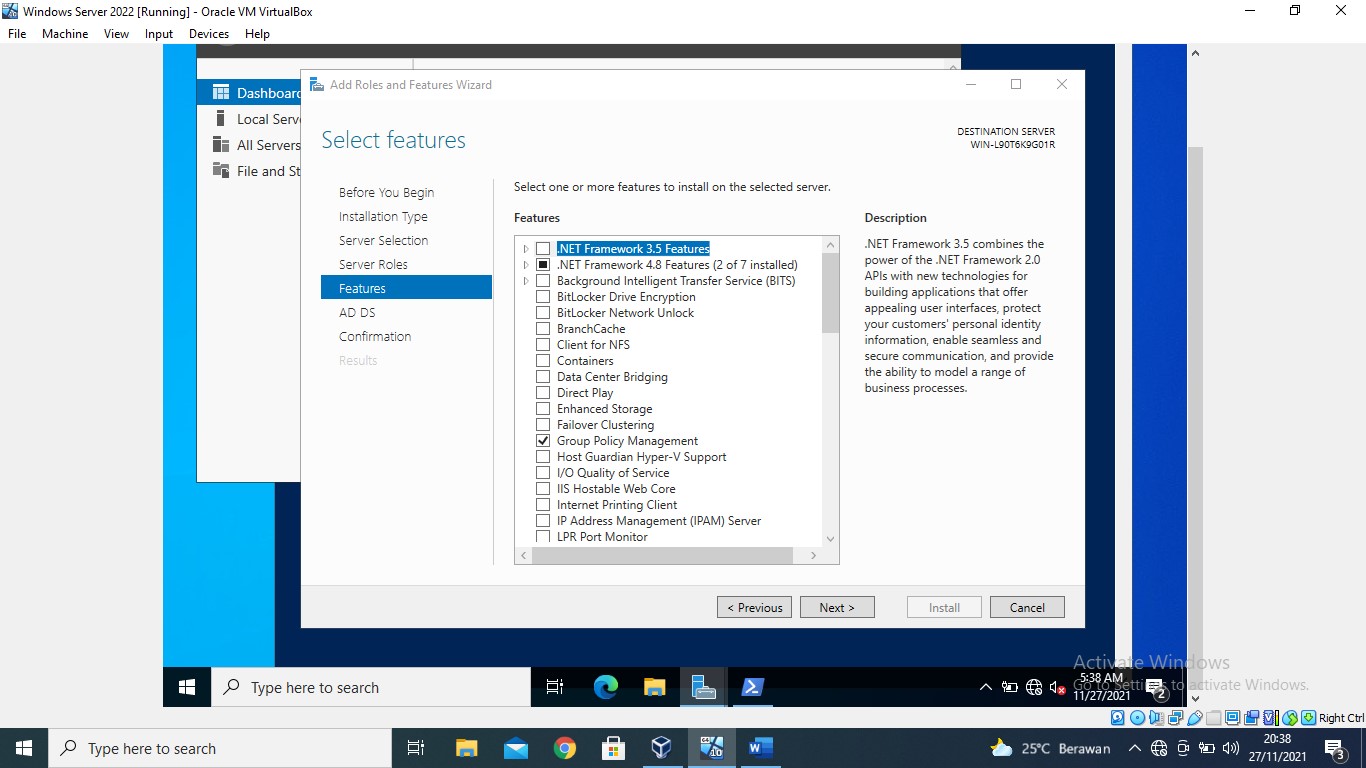 Windows Server 2022 [Running] - Oracle VM VirtualBox
File Machine View Input Devices Help
Dashboard
Local Serv
All Servers
File and St
Add Roles and Features Wizard
Select features
DESTINATION SERVER
WIN-L90T6K9G01R
Before You Begin
Installation Type
Server Selection
Server Roles
Features
AD DS
Confirmation
Results
Select one or more features to install on the selected server.
Features
.NET Framework 3.5 Features
.NET Framework 4.8 Features (2 of 7 installed)
Background Intelligent Transfer Service (BITS)
BitLocker Drive Encryption
BitLocker Network Unlock
BranchCache
Client for NFS
Containers
Data Center Bridging
Direct Play
Enhanced Storage
Failover Clustering
Group Policy Management
Host Guardian Hyper-V Support
I/O Quality of Service
IIS Hostable Web Core
Internet Printing Client
IP Address Management (IPAM) Server
LPR Port Monitor
Description
.NET Framework 3.5 combines the
power of the .NET Framework 2.0
APIs with new technologies for
building applications that offer
appealing user interfaces, protect
your customers' personal identity
information, enable seamless and
secure communication, and provide
the ability to model a range of
business processes.
< Previous
Next >
Install
Cancel
Activate Windows
Go to Settings to activate Windows.
Type here to search
5:38 AM
11/27/2021
2
Right Ctrl
Type here to search
25°C Berawan
20:38
27/11/2021
3